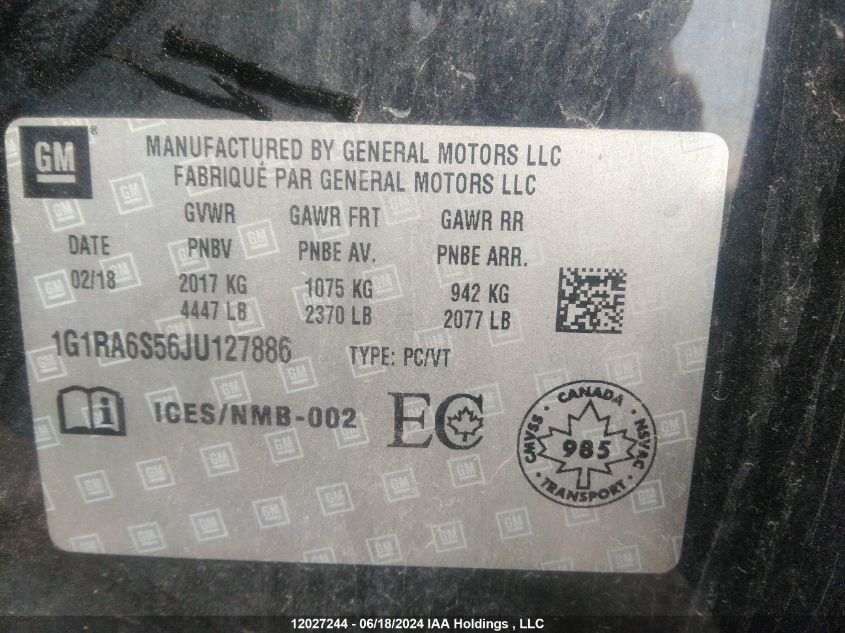 GM ®
MANUFACTURED BY GENERAL MOTORS LLC
FABRIQUÉ PAR GENERAL MOTORS LLC
GVWR GAWR FRT GAWR RR
DATE PNBV PNBE AV. PNBE ARR.
02/18 2017 KG 1075 KG 942 KG
4447 LB 2370 LB 2077 LB
1G1RA6S56JU127886 TYPE: PC/VT
i ICES/NMB-002 EC
CANADA
CMVSS 985 NSVAC
TRANSPORT
12027244 - 06/18/2024 IAA Holdings , LLC